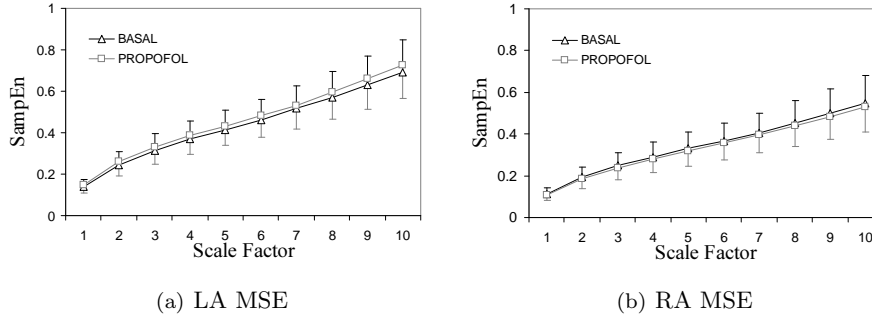 1
0.8
0.6
0.4
0.2
0
SampEn
BASAL
PROPOFOL
1 2 3 4 5 6 7 8 9 10
Scale Factor
(a) LA MSE
1
0.8
0.6
0.4
0.2
0
SampEn
BASAL
PROPOFOL
1 2 3 4 5 6 7 8 9 10
Scale Factor
(b) RA MSE